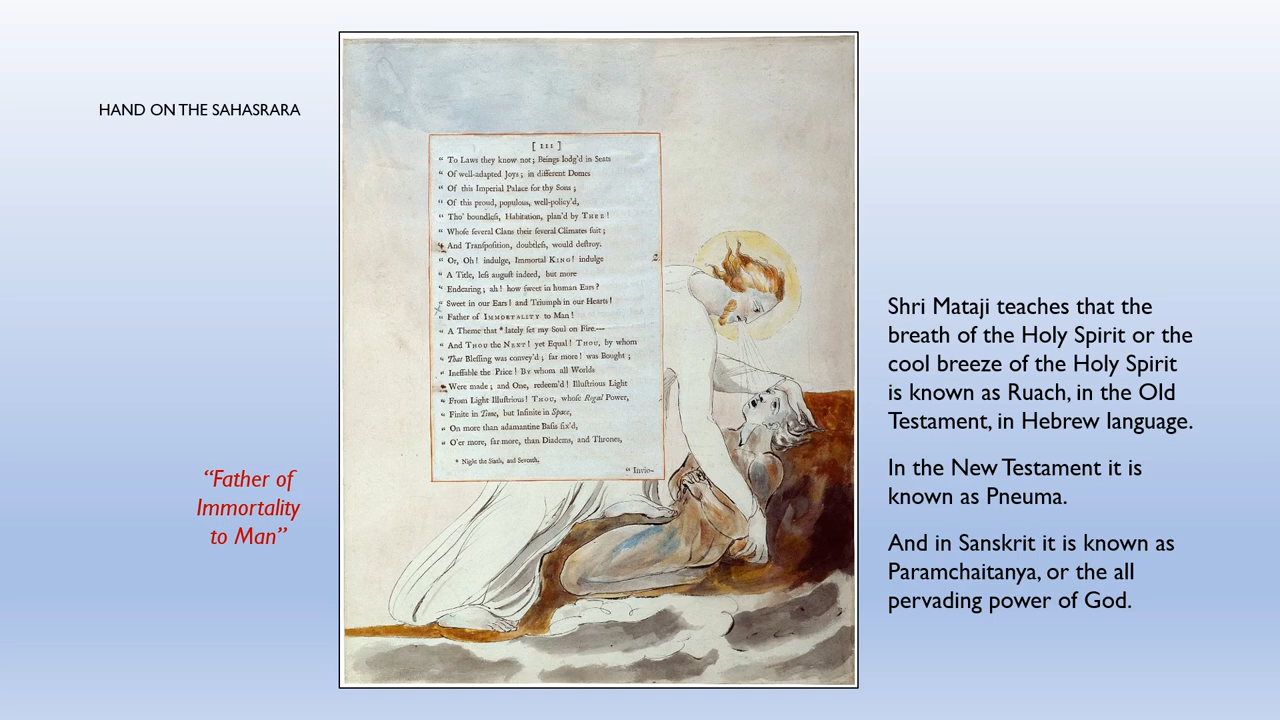 HAND ON THE SAHASRARA
“Father of
Immortality
to Man”
[ 111 ]
“ To Laws they know not; Beings lodg'd in Seats
“ Of well-adapted Joys; in different Domes
“ Of this Imperial Palace for thy Sons;
“ Of this proud, populous, well-policy'd,
“ Tho' boundleſs, Habitation, plan'd by THEE!
“ Whoſe ſeveral Clans their ſeveral Climates ſuit;
“ And Tranſpoſition, doubtleſs, would deſtroy.
“ Or, Oh! indulge, Immortal KING! indulge
“ A Title, leſs auguſt indeed, but more
“ Endearing; ah! how ſweet in human Ears?
“ Sweet in our Ears! and Triumph in our Hearts!
“ Father of IMMORTALITY to Man!
“ A Theme that * lately ſet my Soul on Fire.—
“ And THOU the NEXT! yet Equal! THOU, by whom
“ That Bleſſing was convey'd; far more! was Bought;
“ Ineffable the Price! By whom all Worlds
“ Were made; and One, redeem'd! Illuſtrious Light
“ From Light Illuſtrious! THOU, whoſe Regal Power,
“ Finite in Time, but Infinite in Space,
“ On more than adamantine Baſis fix'd,
“ O'er more, far more, than Diadems, and Thrones,
* Night the Sixth, and Seventh.
“ Invio-
Shri Mataji teaches that the
breath of the Holy Spirit or the
cool breeze of the Holy Spirit
is known as Ruach, in the Old
Testament, in Hebrew language.
In the New Testament it is
known as Pneuma.
And in Sanskrit it is known as
Paramchaitanya, or the all
pervading power of God.